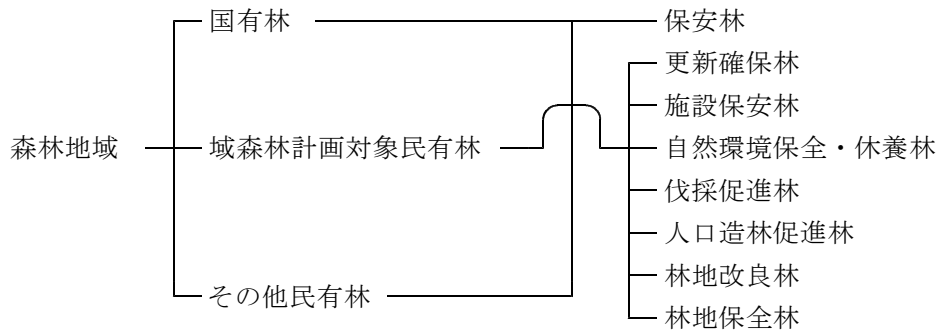 森林地域
国有林
域森林計画対象民有林
その他民有林
保安林
更新確保林
施設保安林
自然環境保全・休養林
伐採促進林
人口造林促進林
林地改良林
林地保全林